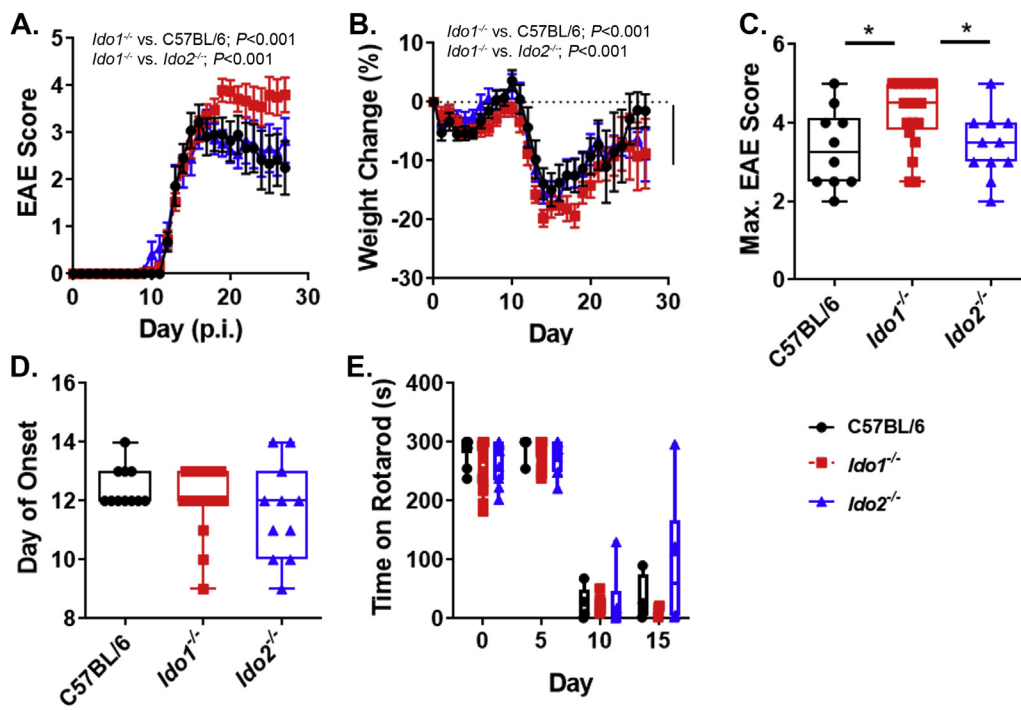 A.
Ido1-/- vs. C57BL/6; P<0.001
Ido1-/- vs. Ido2-/-; P<0.001
EAE Score
5
4
3
2
1
0
0 10 20 30
Day (p.i.)
B.
Ido1-/- vs. C57BL/6; P<0.001
Ido1-/- vs. Ido2-/-; P<0.001
Weight Change (%)
10
0
-10
-20
-30
0 10 20 30
Day
C.
* *
Max. EAE Score
6
4
2
0
C57BL/6 Ido1-/- Ido2-/-
D.
Day of Onset
16
14
12
10
8
C57BL/6 Ido1-/- Ido2-/-
E.
Time on Rotarod (s)
400
300
200
100
0
0 5 10 15
Day
C57BL/6
Ido1-/-
Ido2-/-